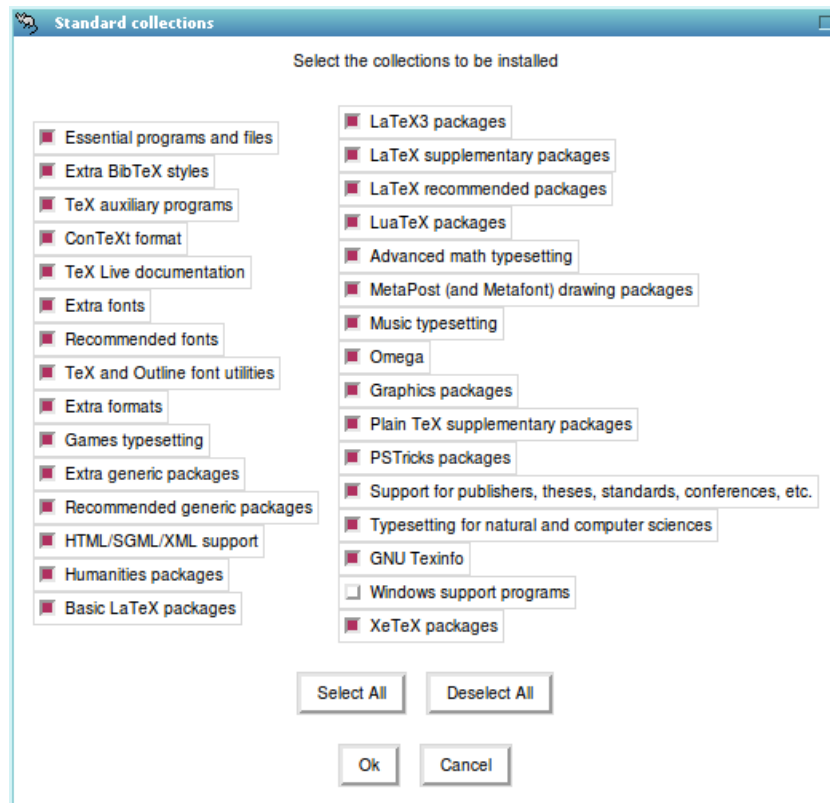 Standard collections
Select the collections to be installed
Essential programs and files
Extra BibTeX styles
TeX auxiliary programs
ConTeXt format
TeX Live documentation
Extra fonts
Recommended fonts
TeX and Outline font utilities
Extra formats
Games typesetting
Extra generic packages
Recommended generic packages
HTML/SGML/XML support
Humanities packages
Basic LaTeX packages
LaTeX3 packages
LaTeX supplementary packages
LaTeX recommended packages
LuaTeX packages
Advanced math typesetting
MetaPost (and Metafont) drawing packages
Music typesetting
Omega
Graphics packages
Plain TeX supplementary packages
PSTricks packages
Support for publishers, theses, standards, conferences, etc.
Typesetting for natural and computer sciences
GNU Texinfo
Windows support programs
XeTeX packages
Select All
Deselect All
Ok
Cancel